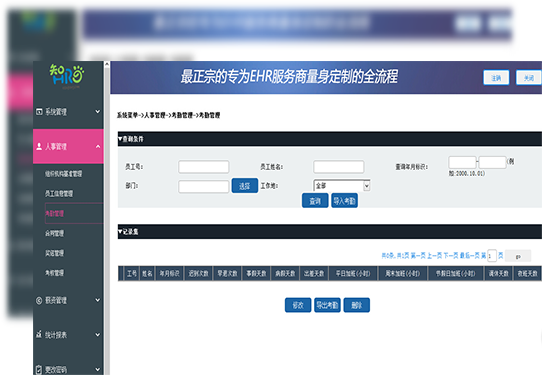 知
HR
最正宗的专为EHR服务商量身定制的全流程
注销
关闭
系统管理
人事管理
组织机构基准管理
员工信息管理
考勤管理
合同管理
奖惩管理
考核管理
薪资管理
统计报表
更改密码
系统菜单->人事管理->考勤管理->考勤管理
▼查询条件
员工号:
员工姓名:
查询年月标识:
-
(例
如:2008.10.01)
部门:
选择
工作地:
全部
查询
导入考勤
▼记录集
共0条,共1页 第一页 上一页 下一页 最后一页 第 1 页
go
工号 姓名 年月标识 迟到次数 早退次数 事假天数 病假天数 出差天数 平日加班(小时) 周末加班(小时) 节假日加班(小时) 调休天数 夜班天数
修改
导出考勤
删除